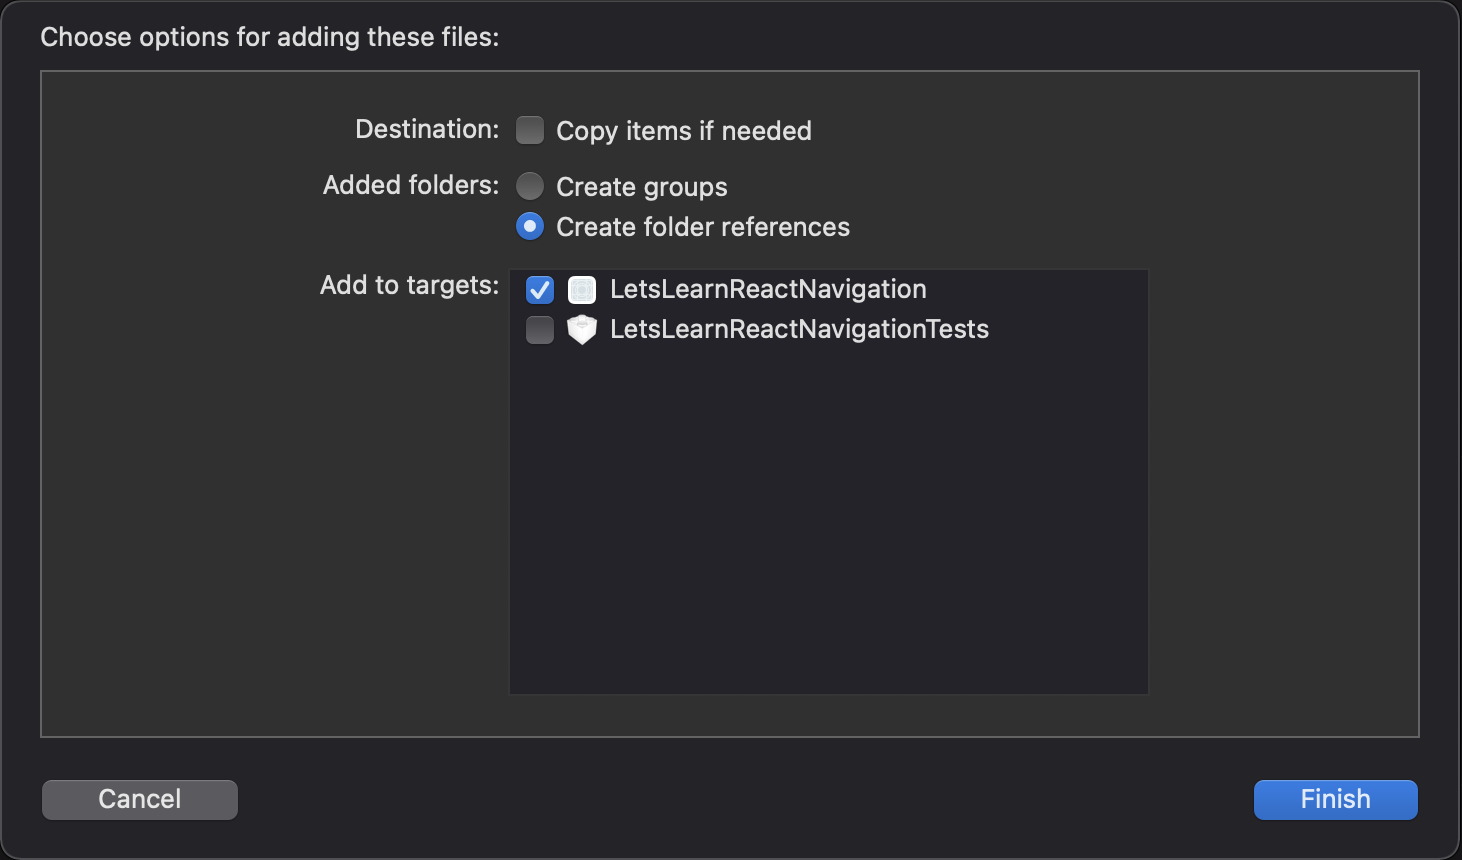 Choose options for adding these files:
Destination: Copy items if needed
Added folders: Create groups
Create folder references
Add to targets: LetsLearnReactNavigation
LetsLearnReactNavigationTests
Cancel Finish